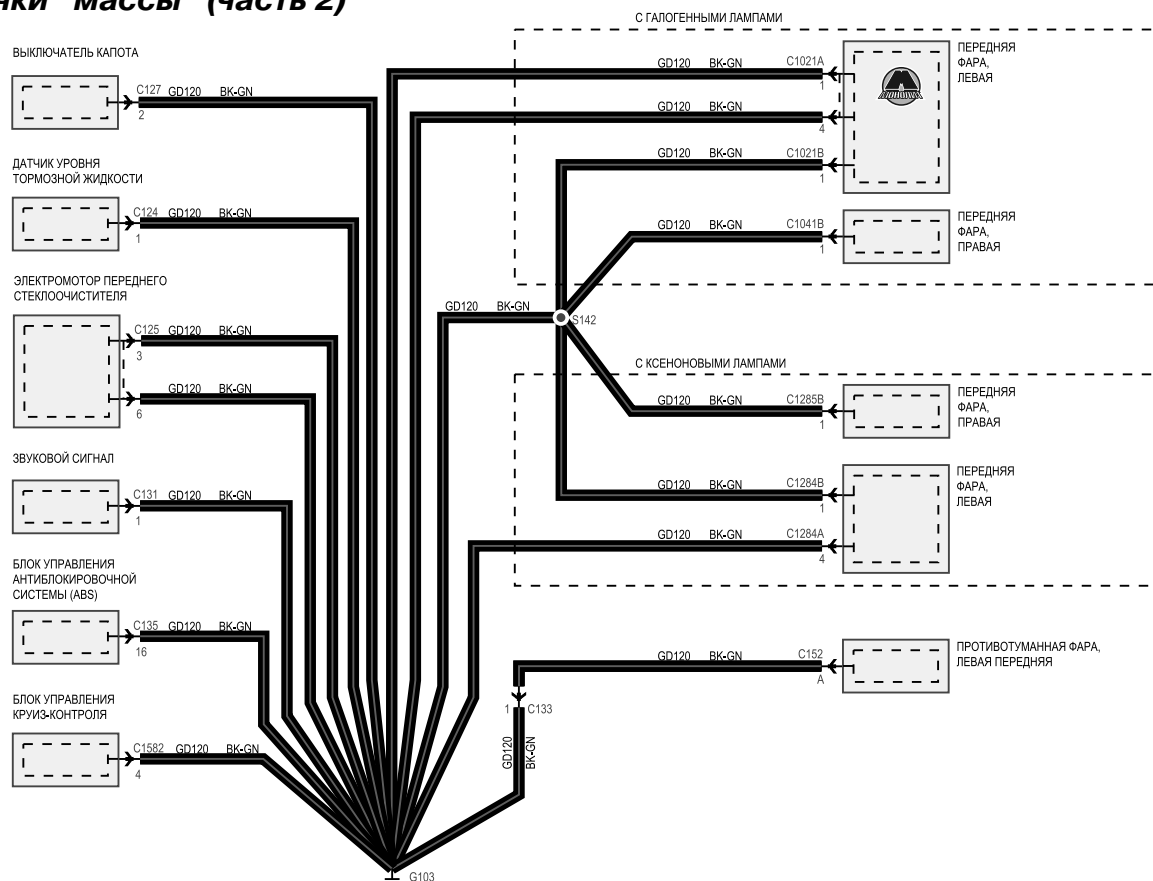 нки "массы" (часть 2)
С ГАЛОГЕННЫМИ ЛАМПАМИ
ВЫКЛЮЧАТЕЛЬ КАПОТА
C127 GD120 BK-GN
2
ДАТЧИК УРОВНЯ
ТОРМОЗНОЙ ЖИДКОСТИ
C124 GD120 BK-GN
1
ЭЛЕКТРОМОТОР ПЕРЕДНЕГО
СТЕКЛООЧИСТИТЕЛЯ
C125 GD120 BK-GN
3
GD120 BK-GN
6
ЗВУКОВОЙ СИГНАЛ
C131 GD120 BK-GN
1
БЛОК УПРАВЛЕНИЯ
АНТИБЛОКИРОВОЧНОЙ
СИСТЕМЫ (ABS)
C135 GD120 BK-GN
16
БЛОК УПРАВЛЕНИЯ
КРУИЗ-КОНТРОЛЯ
C1582 GD120 BK-GN
4
GD120 BK-GN C1021A
1
ПЕРЕДНЯЯ
ФАРА,
ЛЕВАЯ
GD120 BK-GN
4
GD120 BK-GN C1021B
1
GD120 BK-GN C1041B
1
ПЕРЕДНЯЯ
ФАРА,
ПРАВАЯ
GD120 BK-GN
S142
С КСЕНОНОВЫМИ ЛАМПАМИ
GD120 BK-GN C1285B
1
ПЕРЕДНЯЯ
ФАРА,
ПРАВАЯ
GD120 BK-GN C1284B
1
ПЕРЕДНЯЯ
ФАРА,
ЛЕВАЯ
GD120 BK-GN C1284A
4
GD120 BK-GN C152
A
ПРОТИВОТУМАННАЯ ФАРА,
ЛЕВАЯ ПЕРЕДНЯЯ
1 C133
GD120
BK-GN
G103